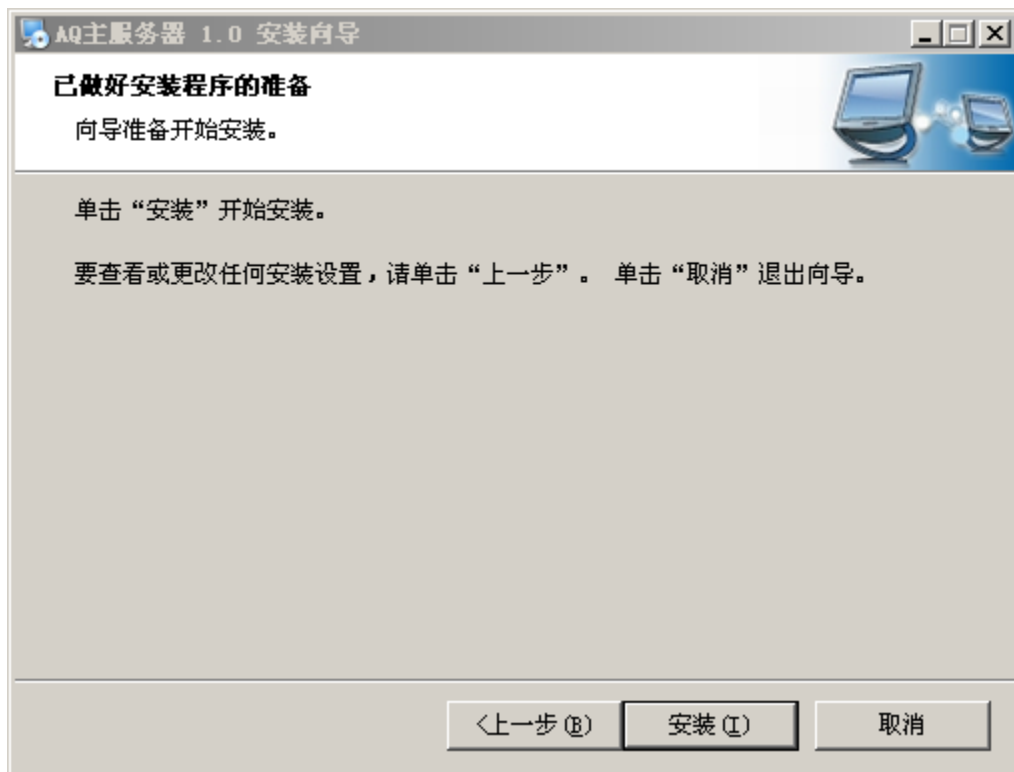 AQ主服务器 1.0 安装向导
已做好安装程序的准备
向导准备开始安装。
单击“安装”开始安装。
要查看或更改任何安装设置，请单击“上一步”。 单击“取消”退出向导。
<上一步(B) 安装(I) 取消